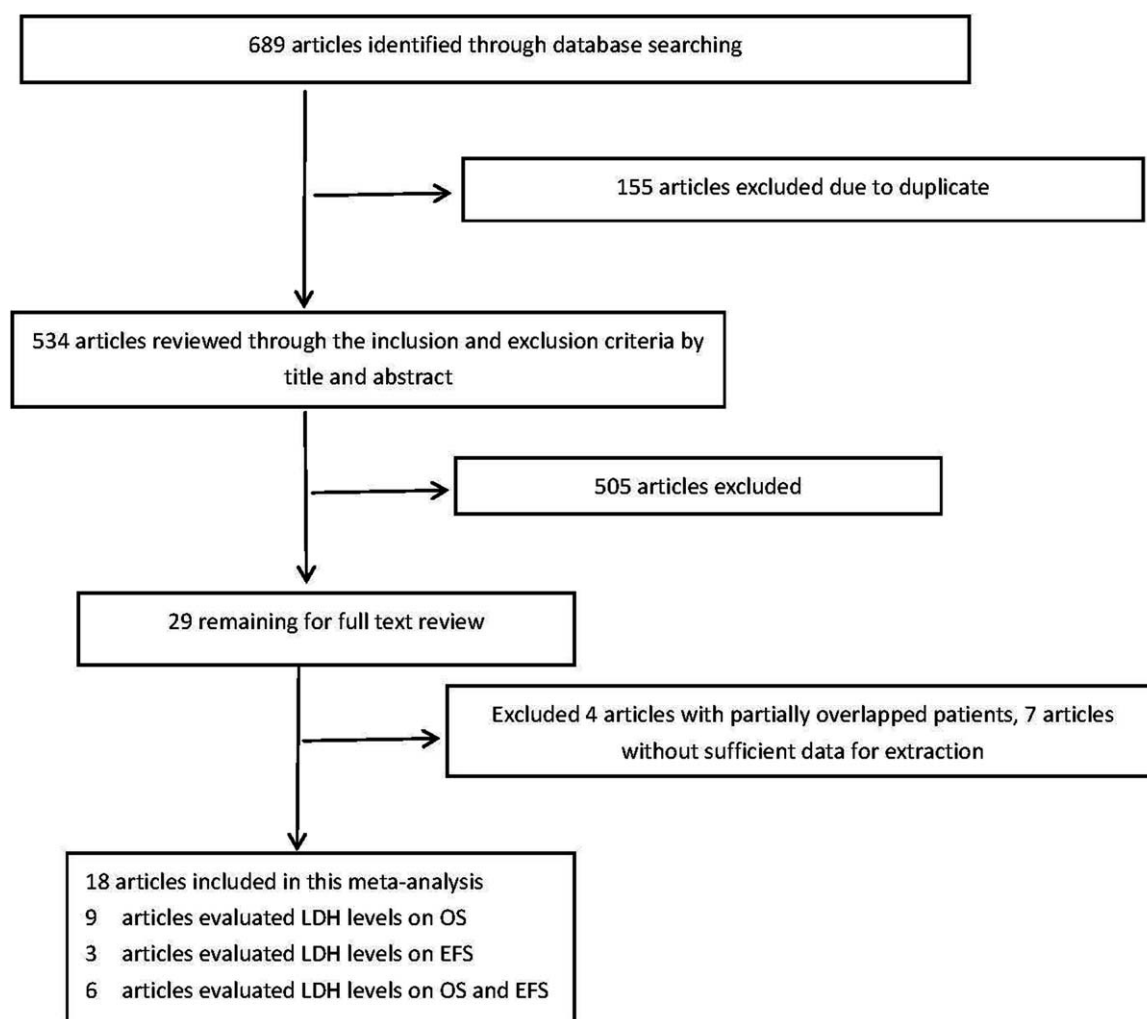 689 articles identified through database searching
155 articles excluded due to duplicate
534 articles reviewed through the inclusion and exclusion criteria by
title and abstract
505 articles excluded
29 remaining for full text review
Excluded 4 articles with partially overlapped patients, 7 articles
without sufficient data for extraction
18 articles included in this meta-analysis
9 articles evaluated LDH levels on OS
3 articles evaluated LDH levels on EFS
6 articles evaluated LDH levels on OS and EFS